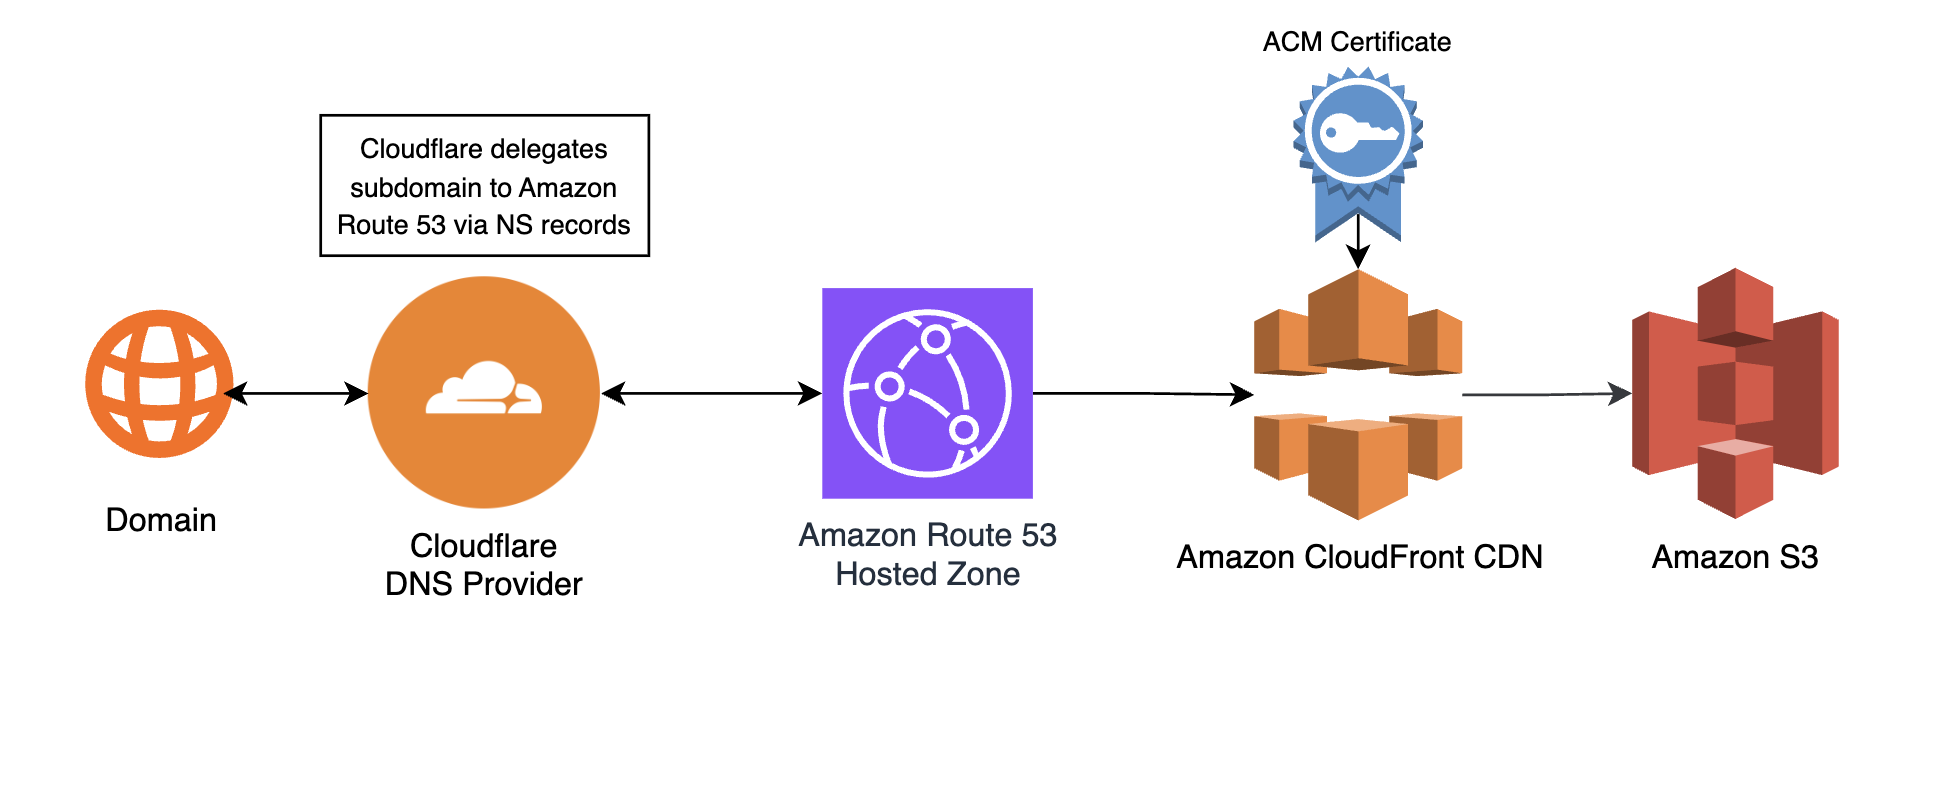 ACM Certificate
Cloudflare delegates
subdomain to Amazon
Route 53 via NS records
Domain
Cloudflare
DNS Provider
Amazon Route 53
Hosted Zone
Amazon CloudFront CDN
Amazon S3